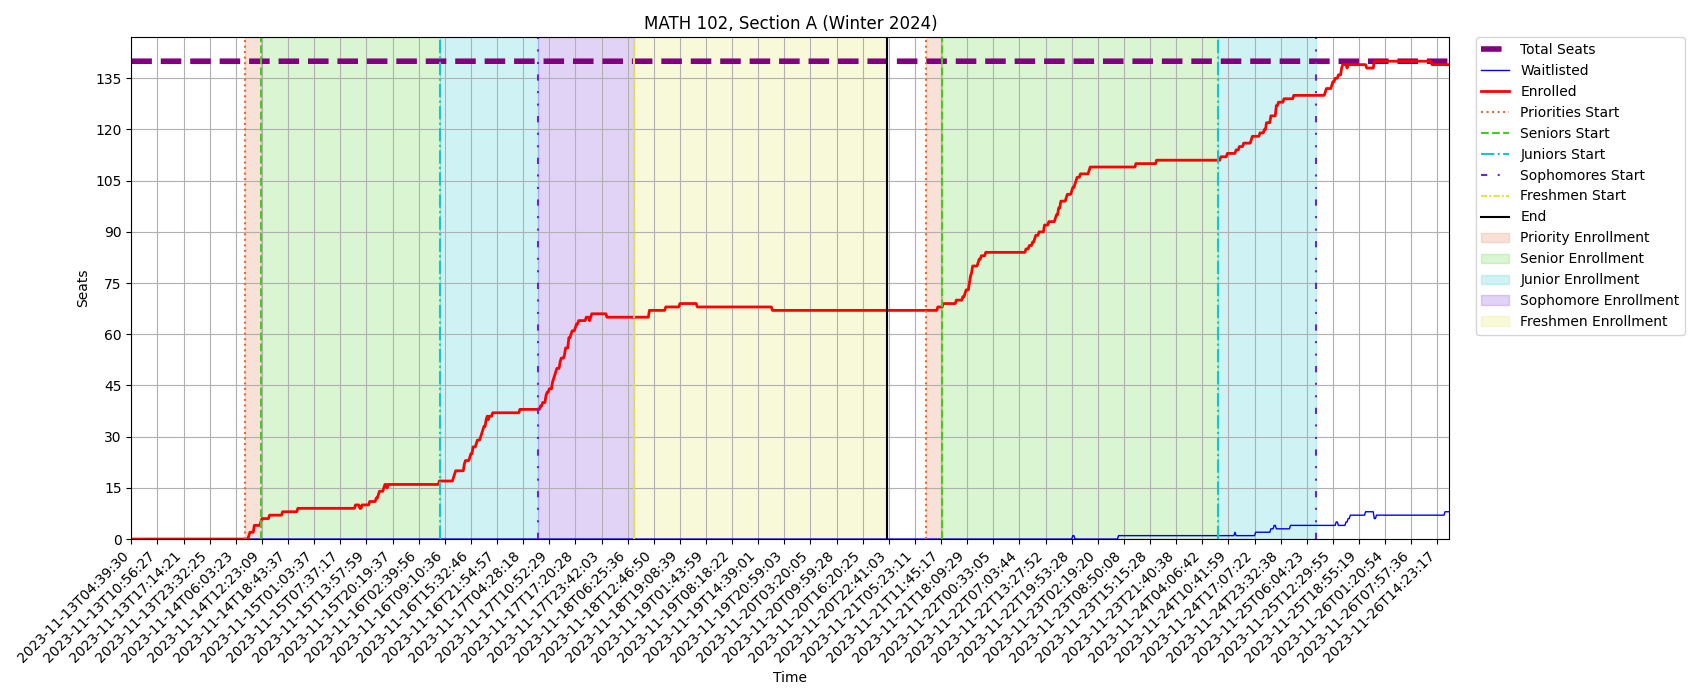 MATH 102, Section A (Winter 2024)
Seats
135
120
105
90
75
60
45
30
15
0
2023-11-13T04:39:30
2023-11-13T10:56:27
2023-11-13T17:14:21
2023-11-13T23:32:25
2023-11-14T06:03:23
2023-11-14T12:23:09
2023-11-14T18:43:37
2023-11-15T01:03:37
2023-11-15T07:37:17
2023-11-15T13:57:59
2023-11-15T20:19:37
2023-11-16T02:39:56
2023-11-16T09:10:36
2023-11-16T15:32:46
2023-11-16T21:54:57
2023-11-17T04:28:18
2023-11-17T10:52:29
2023-11-17T17:20:28
2023-11-17T23:42:03
2023-11-18T06:25:36
2023-11-18T12:46:50
2023-11-18T19:08:39
2023-11-19T01:43:59
2023-11-19T08:18:22
2023-11-19T14:39:01
2023-11-19T20:59:03
2023-11-20T03:20:05
2023-11-20T09:59:28
2023-11-20T16:20:25
2023-11-20T22:41:03
2023-11-21T05:23:11
2023-11-21T11:45:17
2023-11-21T18:09:29
2023-11-22T00:33:05
2023-11-22T07:03:44
2023-11-22T13:27:52
2023-11-22T19:53:28
2023-11-23T02:19:20
2023-11-23T08:50:08
2023-11-23T15:15:28
2023-11-23T21:40:38
2023-11-24T04:06:42
2023-11-24T10:41:59
2023-11-24T17:07:22
2023-11-24T23:32:38
2023-11-25T06:04:23
2023-11-25T12:29:55
2023-11-25T18:55:19
2023-11-26T01:20:54
2023-11-26T07:57:36
2023-11-26T14:23:17
Time
Total Seats
Waitlisted
Enrolled
Priorities Start
Seniors Start
Juniors Start
Sophomores Start
Freshmen Start
End
Priority Enrollment
Senior Enrollment
Junior Enrollment
Sophomore Enrollment
Freshmen Enrollment